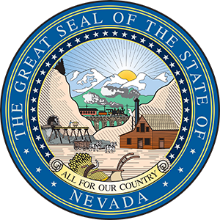 THE GREAT SEAL OF THE STATE OF
NEVADA
ALL FOR OUR COUNTRY